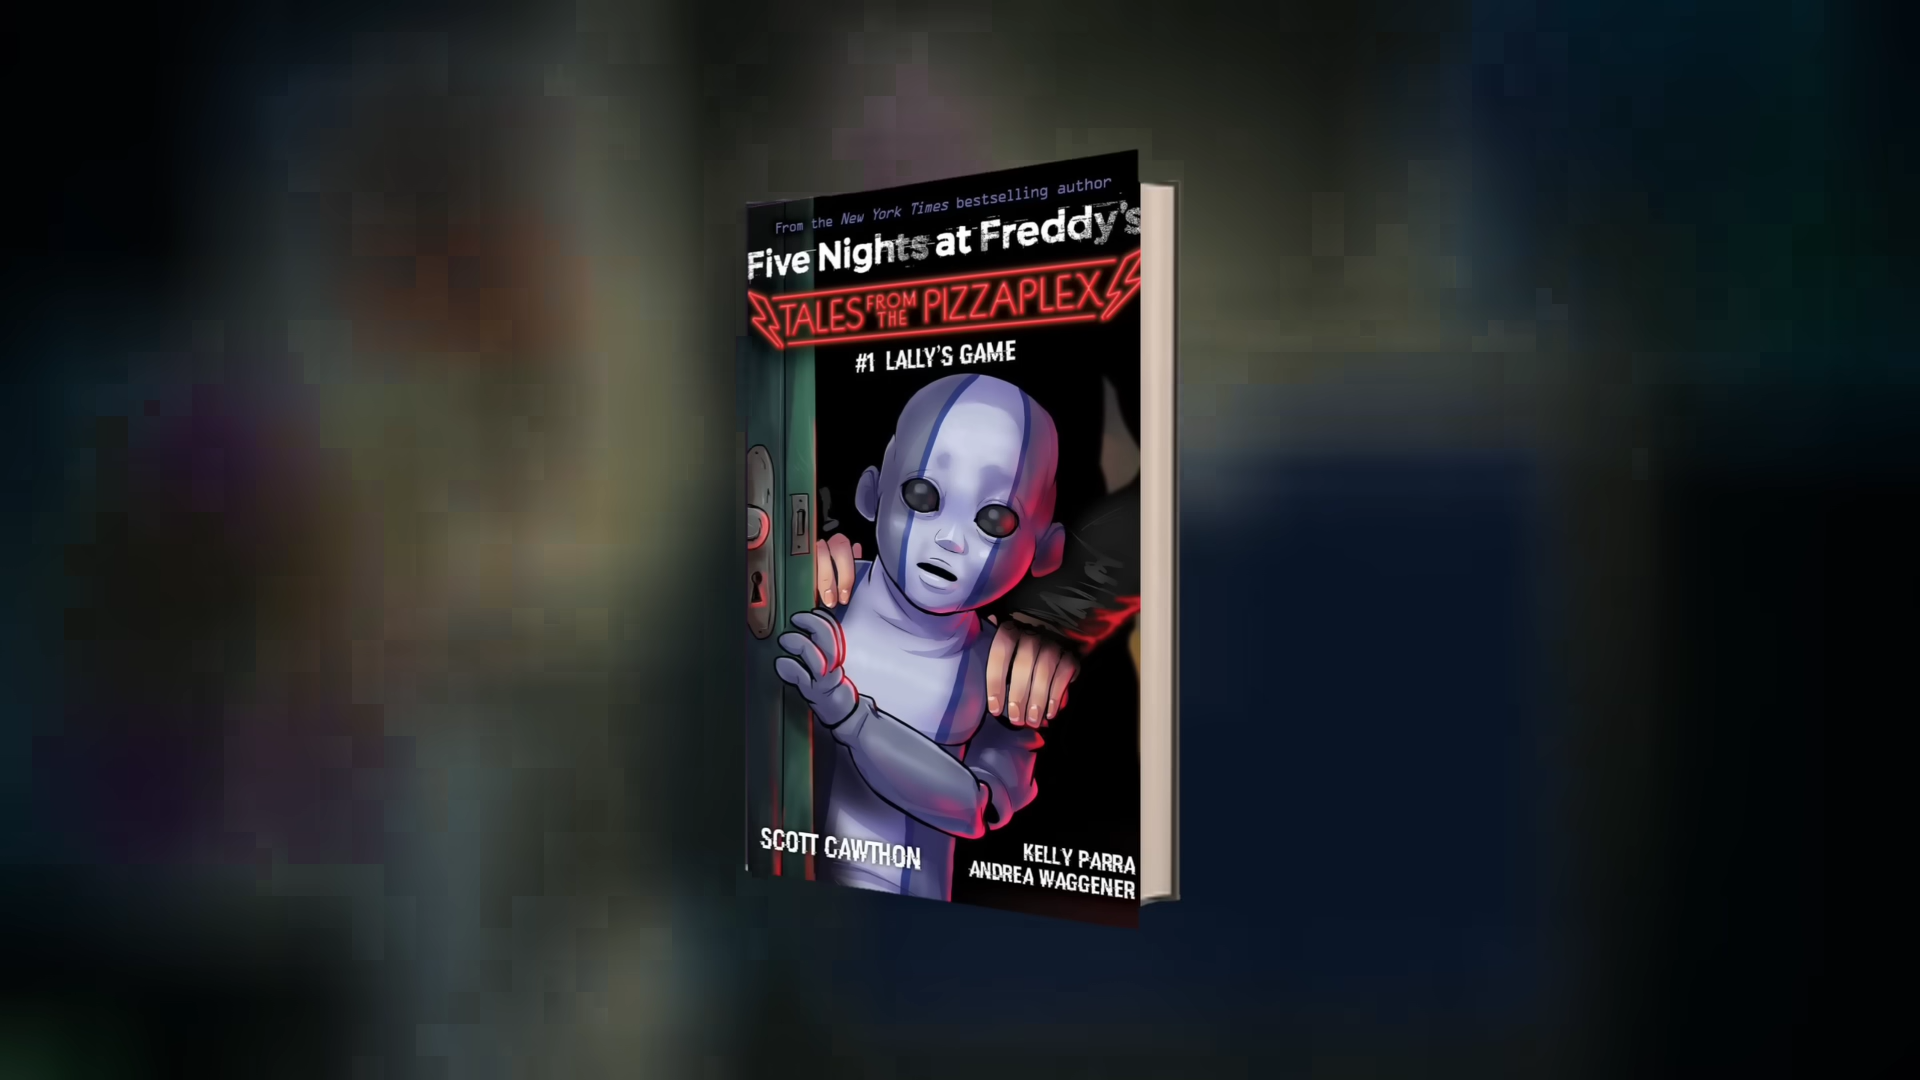 From the New York Times bestselling author
Five Nights at Freddy's
TALES FROM THE PIZZAPLEX
#1 LALLY'S GAME
SCOTT CAWTHON
KELLY PARRA
ANDREA WAGGENER